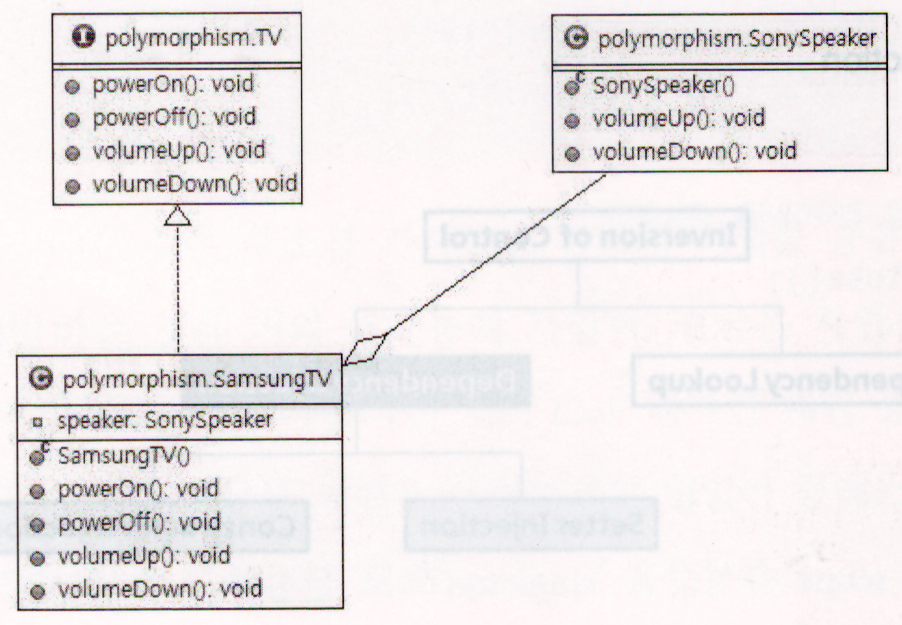 I polymorphism.TV
powerOn(): void
powerOff(): void
volumeUp(): void
volumeDown(): void
C polymorphism.SonySpeaker
C SonySpeaker()
volumeUp(): void
volumeDown(): void
Inversion of Control
Lookup
Setter Injection
C polymorphism.SamsungTV
speaker: SonySpeaker
C SamsungTV()
powerOn(): void
powerOff(): void
volumeUp(): void
volumeDown(): void